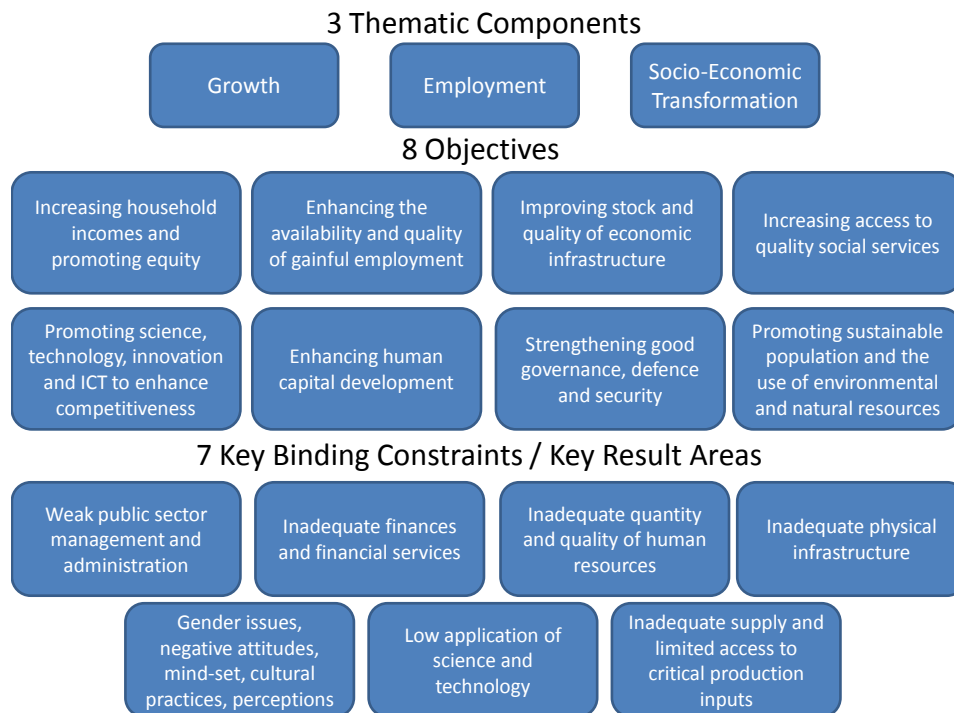 3 Thematic Components
Growth
Employment
Socio-Economic
Transformation
8 Objectives
Increasing household
incomes and
promoting equity
Enhancing the
availability and quality
of gainful employment
Improving stock and
quality of economic
infrastructure
Increasing access to
quality social services
Promoting science,
technology, innovation
and ICT to enhance
competitiveness
Enhancing human
capital development
Strengthening good
governance, defence
and security
Promoting sustainable
population and the
use of environmental
and natural resources
7 Key Binding Constraints / Key Result Areas
Weak public sector
management and
administration
Inadequate finances
and financial services
Inadequate quantity
and quality of human
resources
Inadequate physical
infrastructure
Gender issues,
negative attitudes,
mind-set, cultural
practices, perceptions
Low application of
science and
technology
Inadequate supply and
limited access to
critical production
inputs